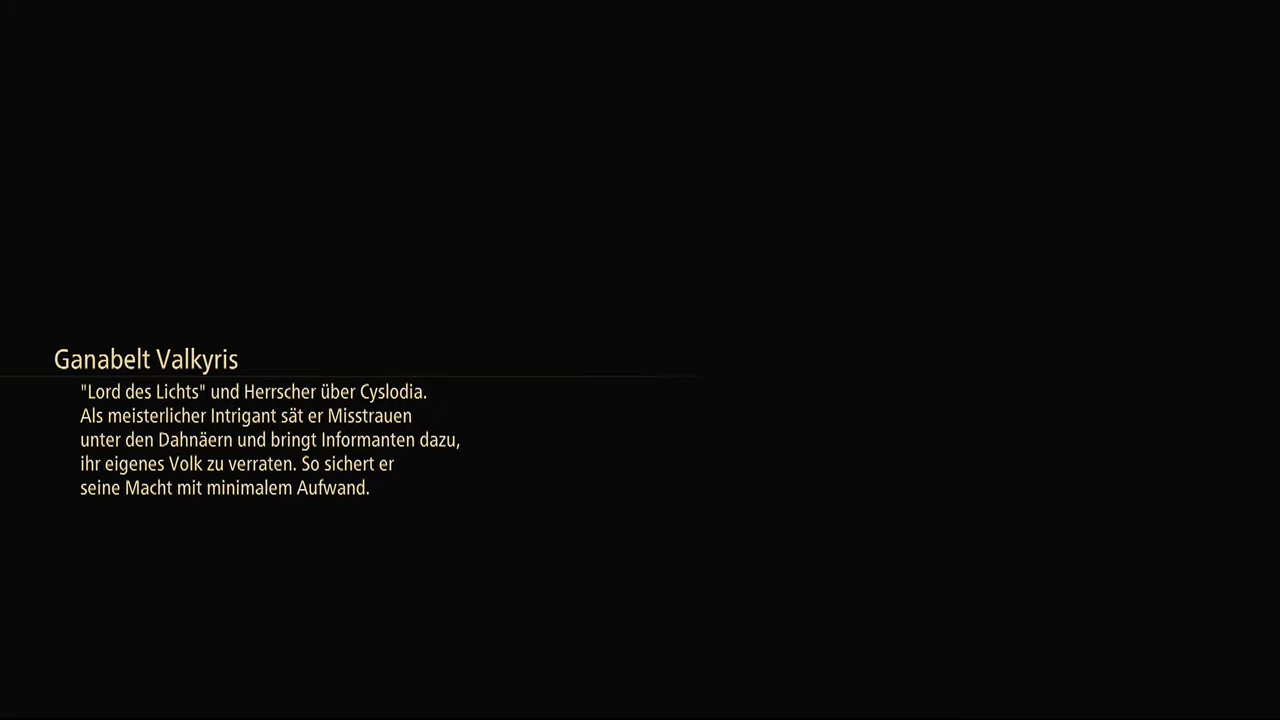 Ganabelt Valkyris
"Lord des Lichts" und Herrscher über Cyslodia.
Als meisterlicher Intrigant sät er Misstrauen
unter den Dahnäern und bringt Informanten dazu,
ihr eigenes Volk zu verraten. So sichert er
seine Macht mit minimalem Aufwand.